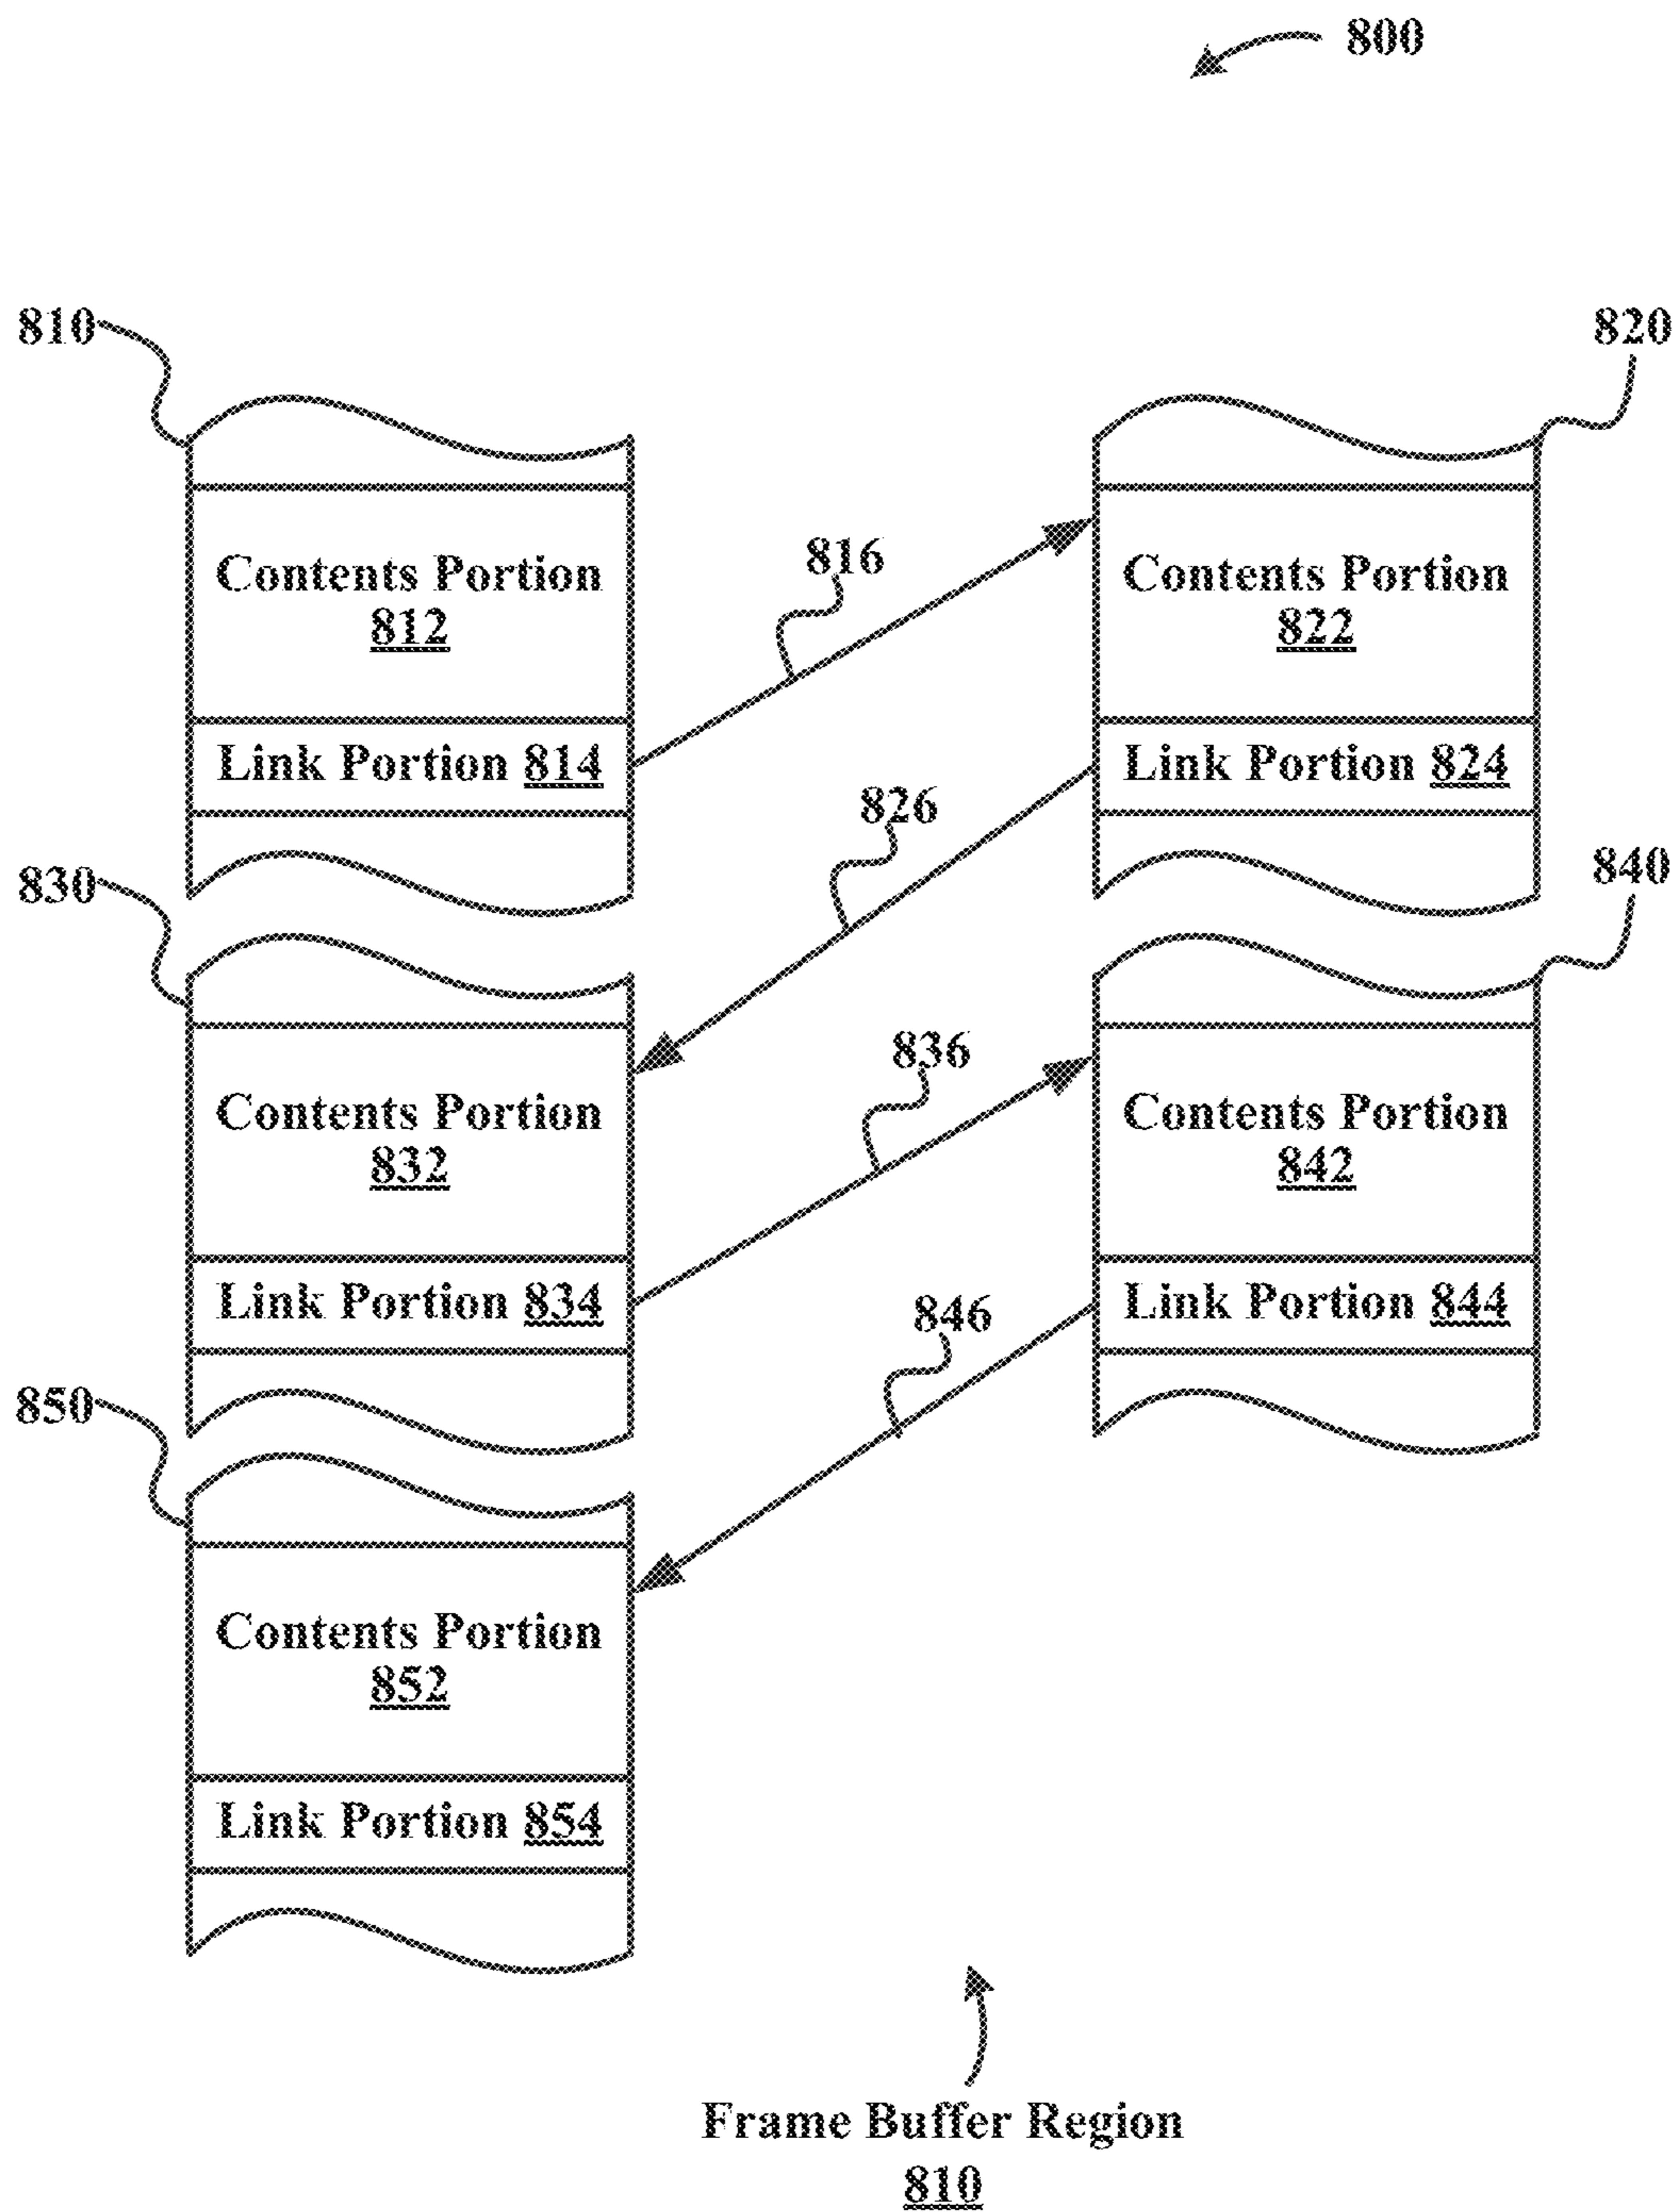 800
810
820
Contents Portion
812
816
Contents Portion
822
Link Portion 814
Link Portion 824
826
830
840
Contents Portion
832
836
Contents Portion
842
Link Portion 834
Link Portion 844
846
850
Contents Portion
852
Link Portion 854
Frame Buffer Region
810